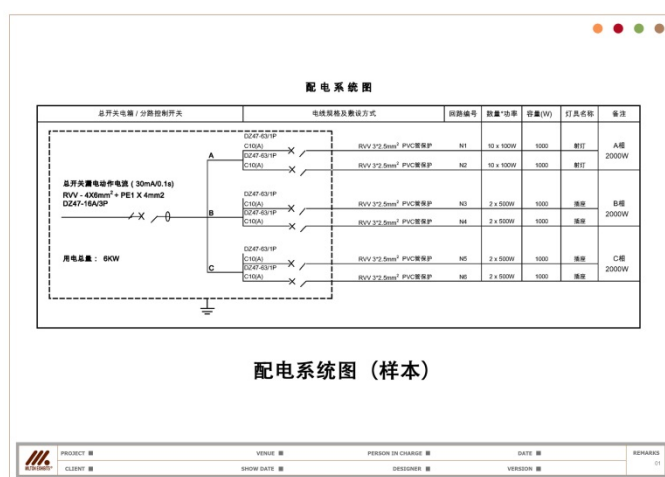 配电系统图
总开关电箱 / 分路控制开关 电线规格及敷设方式 回路编号 数量*功率 容量(W) 灯具名称 备注
DZ47-63/1P
C10(A) RVV 3*2.5mm² PVC管保护 N1 10 x 100W 1000 射灯 A相
A DZ47-63/1P 2000W
C10(A) RVV 3*2.5mm² PVC管保护 N2 10 x 100W 1000 射灯
总开关漏电动作电流 ( 30mA/0.1s)
RVV - 4X6mm² + PE1 X 4mm2
DZ47-16A/3P
DZ47-63/1P
C10(A) RVV 3*2.5mm² PVC管保护 N3 2 x 500W 1000 插座 B相
B DZ47-63/1P 2000W
C10(A) RVV 3*2.5mm² PVC管保护 N4 2 x 500W 1000 插座
用电总量： 6KW
DZ47-63/1P
C10(A) RVV 3*2.5mm² PVC管保护 N5 2 x 500W 1000 插座 C相
C DZ47-63/1P 2000W
C10(A) RVV 3*2.5mm² PVC管保护 N6 2 x 500W 1000 插座
配电系统图（样本）
PROJECT VENUE PERSON IN CHARGE DATE REMARKS
CLIENT SHOW DATE DESIGNER VERSION